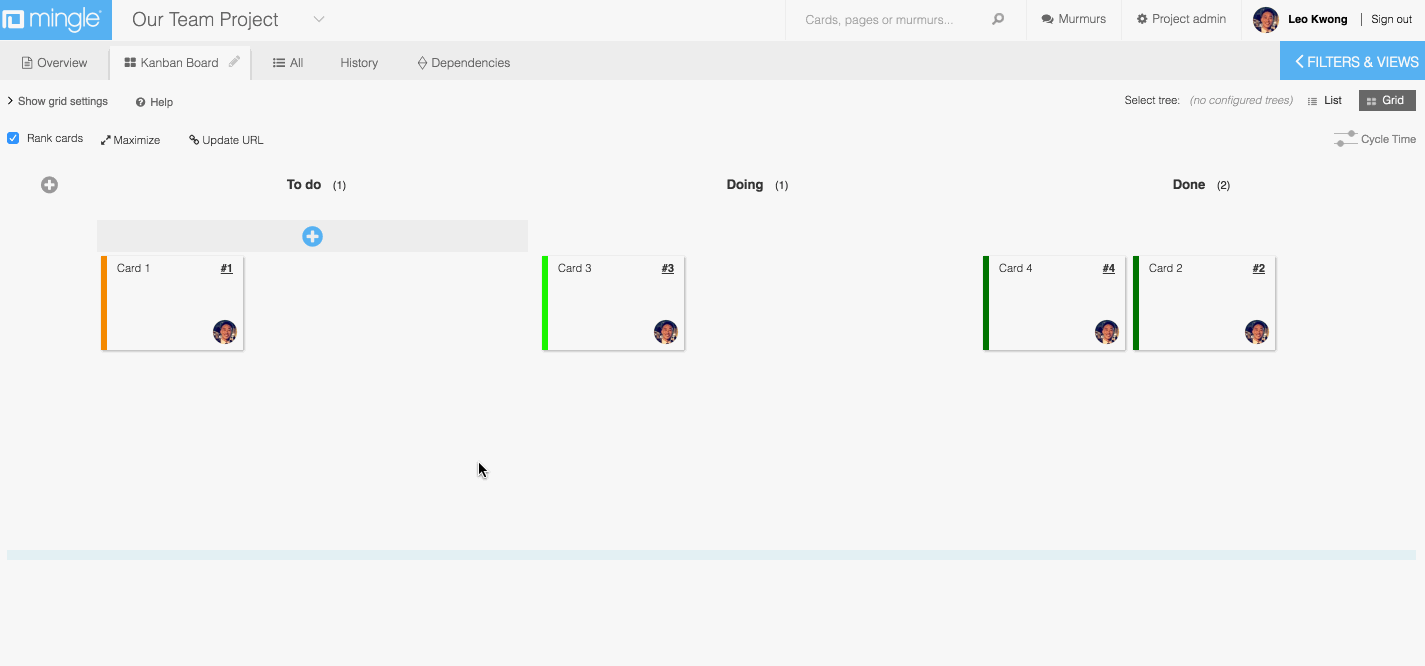 mingle
Our Team Project
Cards, pages or murmurs...
Murmurs
Project admin
Leo Kwong | Sign out
Overview
Kanban Board
All
History
Dependencies
FILTERS & VIEWS
Show grid settings
Help
Select tree: (no configured trees)
List
Grid
Rank cards
Maximize
Update URL
Cycle Time
To do (1)
Doing (1)
Done (2)
Card 1 #1
Card 3 #3
Card 4 #4
Card 2 #2